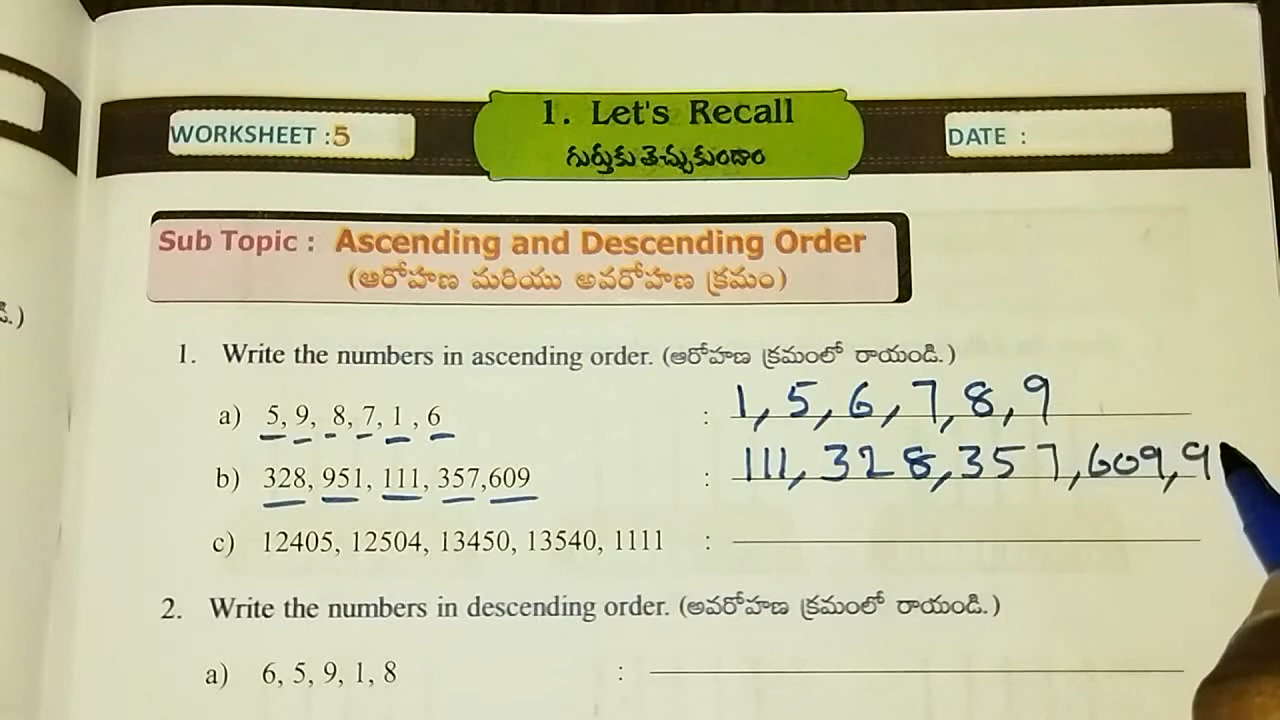 WORKSHEET :5
1. Let's Recall
గుర్తుకు తెచ్చుకుందాం
DATE :
Sub Topic : Ascending and Descending Order
(ఆరోహణ మరియు అవరోహణ క్రమం)
1. Write the numbers in ascending order. (ఆరోహణ క్రమంలో రాయండి.)
a) 5, 9, 8, 7, 1 , 6 : 1, 5, 6, 7, 8, 9
b) 328, 951, 111, 357,609 : 111, 328, 357, 609, 9
c) 12405, 12504, 13450, 13540, 1111 :
2. Write the numbers in descending order. (అవరోహణ క్రమంలో రాయండి.)
a) 6, 5, 9, 1, 8 :